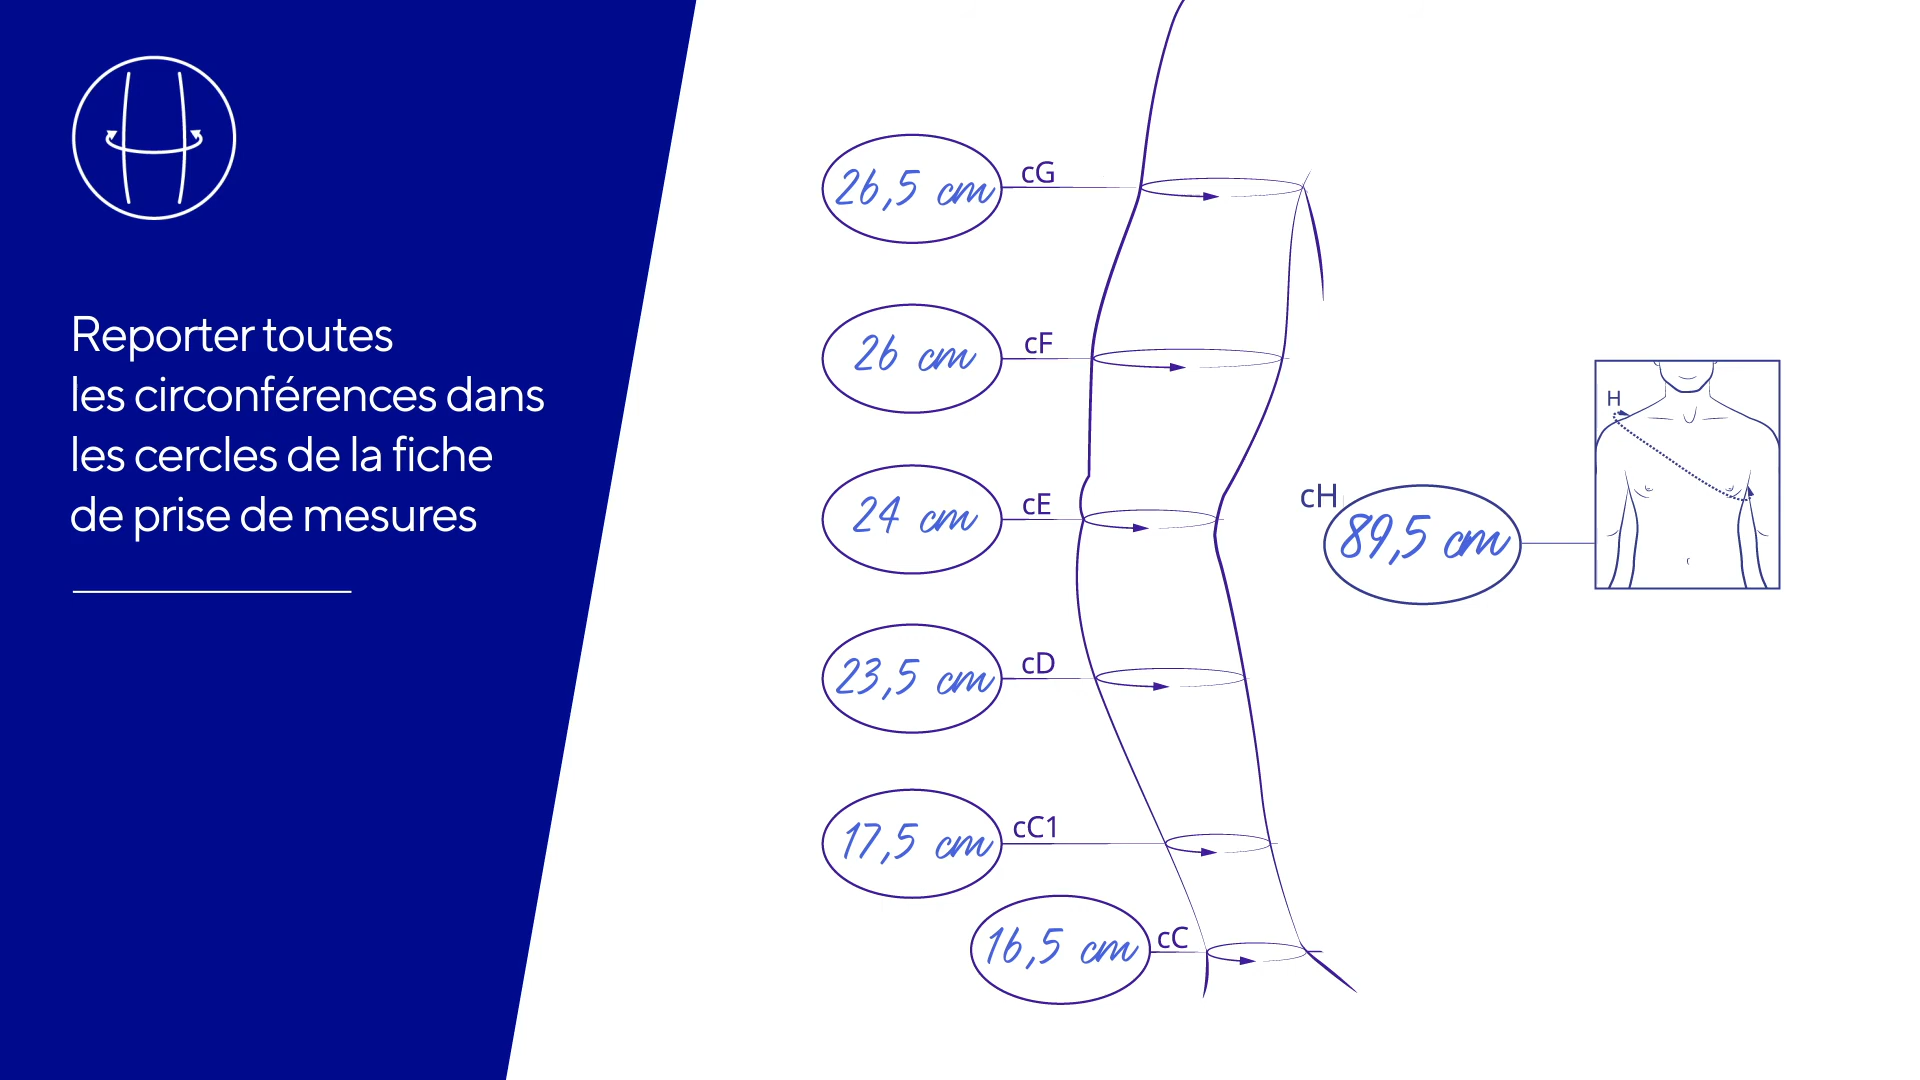 Reporter toutes
les circonférences dans
les cercles de la fiche
de prise de mesures
26,5 cm cG
26 cm cF
24 cm cE
23,5 cm cD
17,5 cm cC1
16,5 cm cC
cH
89,5 cm
H